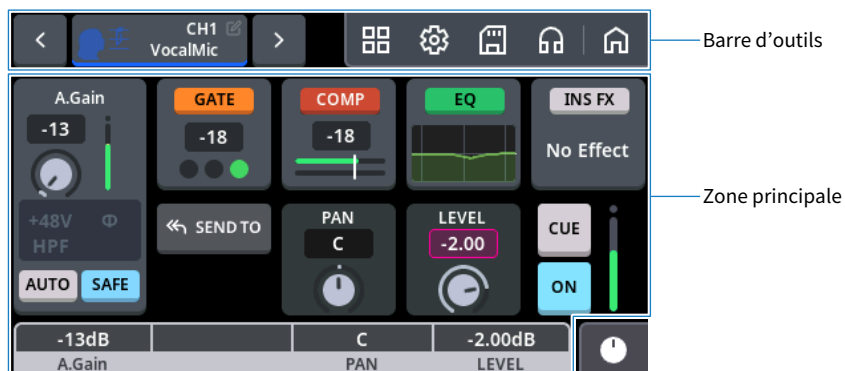 CH1
VocalMic
Barre d'outils
A.Gain
GATE
COMP
EQ
INS FX
-13
-18
-18
No Effect
Zone principale
+48V Φ
HPF
SEND TO
PAN
C
LEVEL
-2.00
CUE
AUTO
SAFE
ON
-13dB
C
-2.00dB
A.Gain
PAN
LEVEL